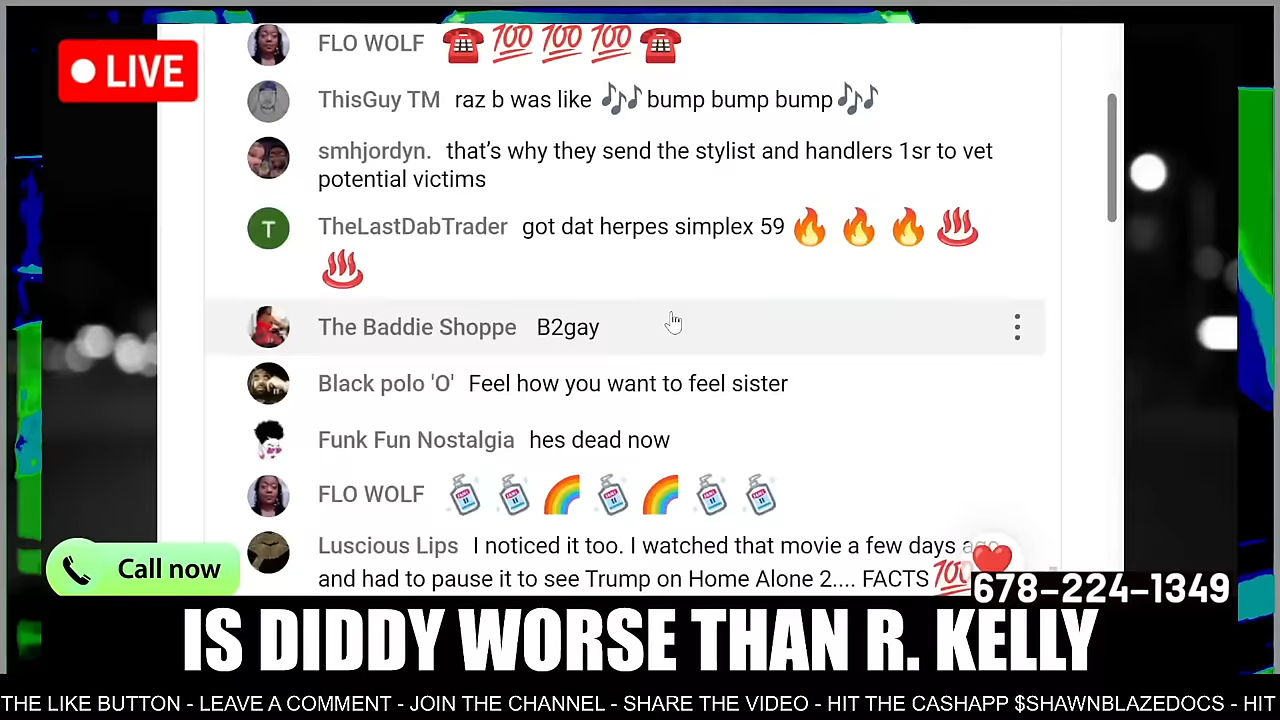 LIVE
FLO WOLF ☎️💯💯💯☎️
ThisGuy TM raz b was like 🎶bump bump bump🎶
smhjordyn. that's why they send the stylist and handlers 1sr to vet
potential victims
T
TheLastDabTrader got dat herpes simplex 59 🔥 🔥 🔥 ♨️
♨️
The Baddie Shoppe B2gay
Black polo 'O' Feel how you want to feel sister
Funk Fun Nostalgia hes dead now
FLO WOLF
Luscious Lips I noticed it too. I watched that movie a few days ago
and had to pause it to see Trump on Home Alone 2.... FACTS💯
Call now
678-224-1349
IS DIDDY WORSE THAN R. KELLY
THE LIKE BUTTON - LEAVE A COMMENT - JOIN THE CHANNEL - SHARE THE VIDEO - HIT THE CASHAPP $SHAWNBLAZEDOCS - HIT